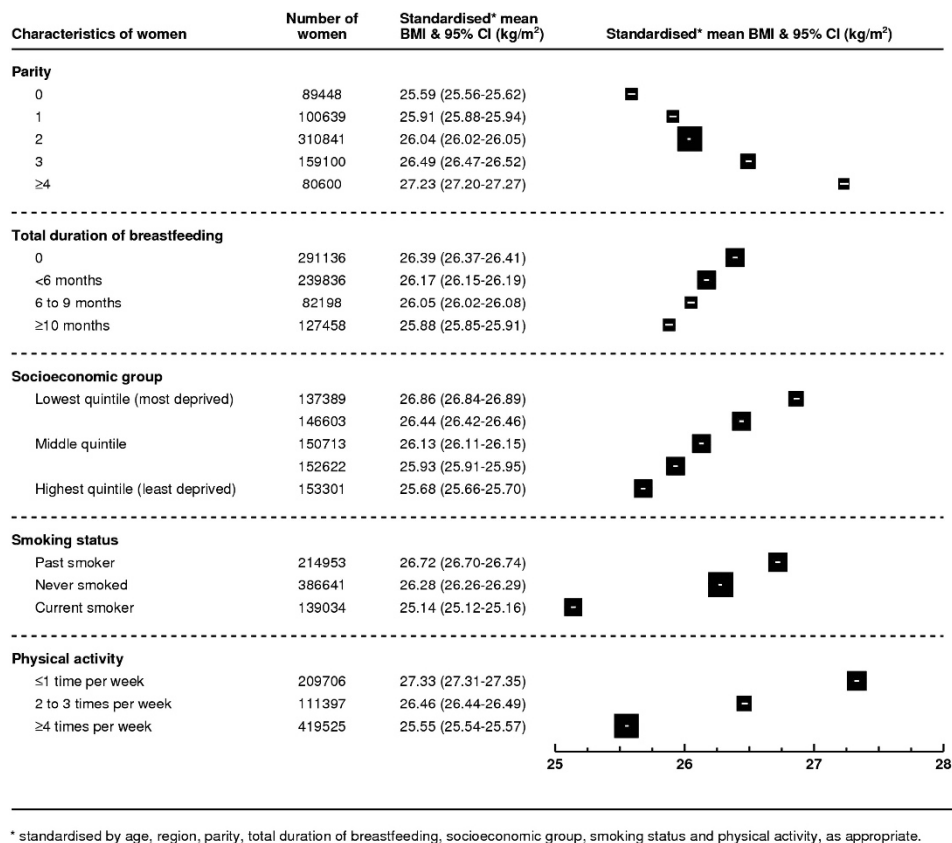 Characteristics of women Number of women Standardised* mean BMI & 95% CI (kg/m²) Standardised* mean BMI & 95% CI (kg/m²)
Parity
0 89448 25.59 (25.56-25.62)
1 100639 25.91 (25.88-25.94)
2 310841 26.04 (26.02-26.05)
3 159100 26.49 (26.47-26.52)
≥4 80600 27.23 (27.20-27.27)
Total duration of breastfeeding
0 291136 26.39 (26.37-26.41)
<6 months 239836 26.17 (26.15-26.19)
6 to 9 months 82198 26.05 (26.02-26.08)
≥10 months 127458 25.88 (25.85-25.91)
Socioeconomic group
Lowest quintile (most deprived) 137389 26.86 (26.84-26.89)
146603 26.44 (26.42-26.46)
Middle quintile 150713 26.13 (26.11-26.15)
152622 25.93 (25.91-25.95)
Highest quintile (least deprived) 153301 25.68 (25.66-25.70)
Smoking status
Past smoker 214953 26.72 (26.70-26.74)
Never smoked 386641 26.28 (26.26-26.29)
Current smoker 139034 25.14 (25.12-25.16)
Physical activity
≤1 time per week 209706 27.33 (27.31-27.35)
2 to 3 times per week 111397 26.46 (26.44-26.49)
≥4 times per week 419525 25.55 (25.54-25.57)
25 26 27 28
* standardised by age, region, parity, total duration of breastfeeding, socioeconomic group, smoking status and physical activity, as appropriate.